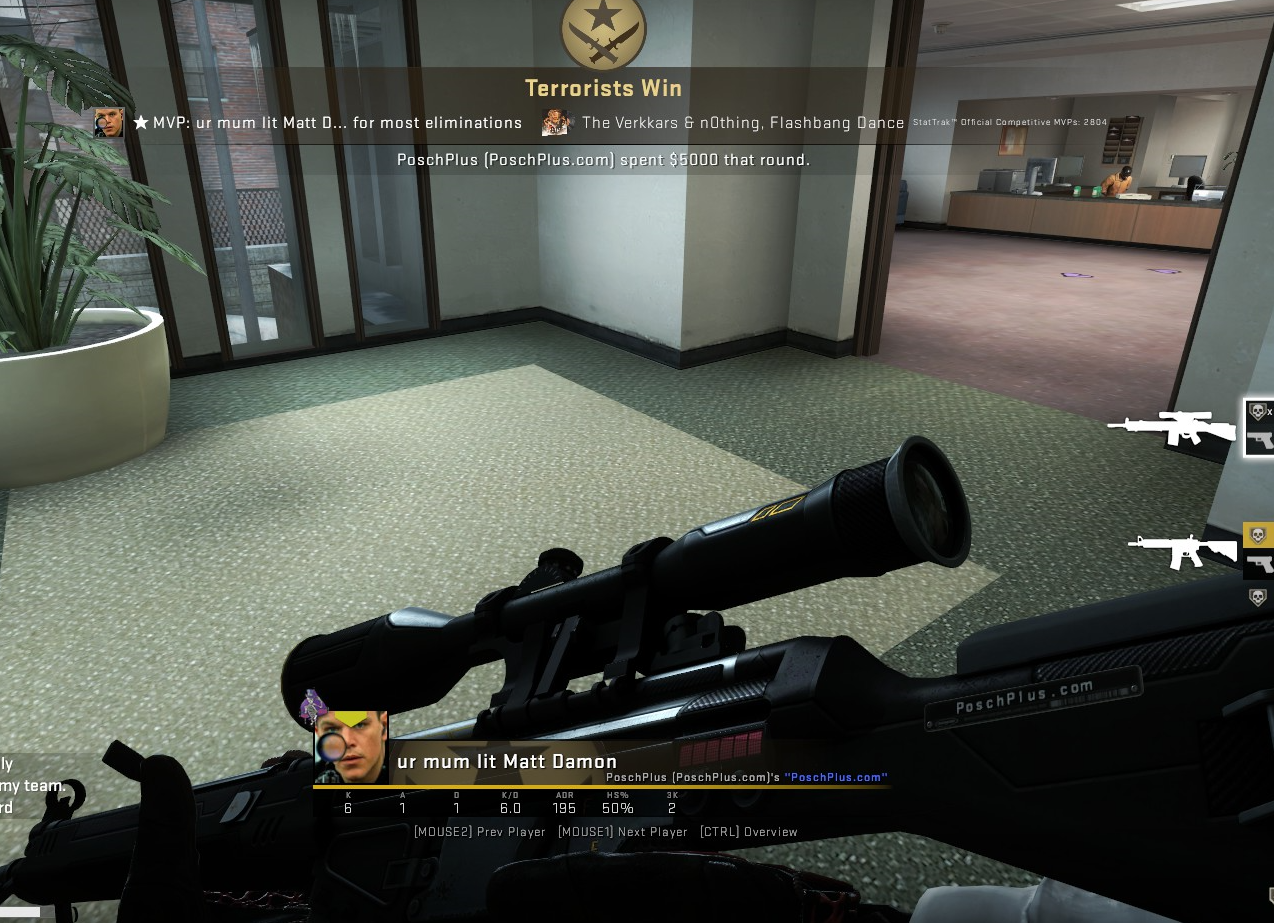 Terrorists Win
★ MVP: ur mum lit Matt D... for most eliminations The Verkkars & n0thing, Flashbang Dance StatTrak™ Official Competitive MVPs: 2804
PoschPlus (PoschPlus.com) spent $5000 that round.
x
PoschPlus.com
ly
my team.
rd
ur mum lit Matt Damon
PoschPlus (PoschPlus.com)'s "PoschPlus.com"
K A D K/D ADR HS% 3K
6 1 1 6.0 195 50% 2
[MOUSE2] Prev Player [MOUSE1] Next Player [CTRL] Overview